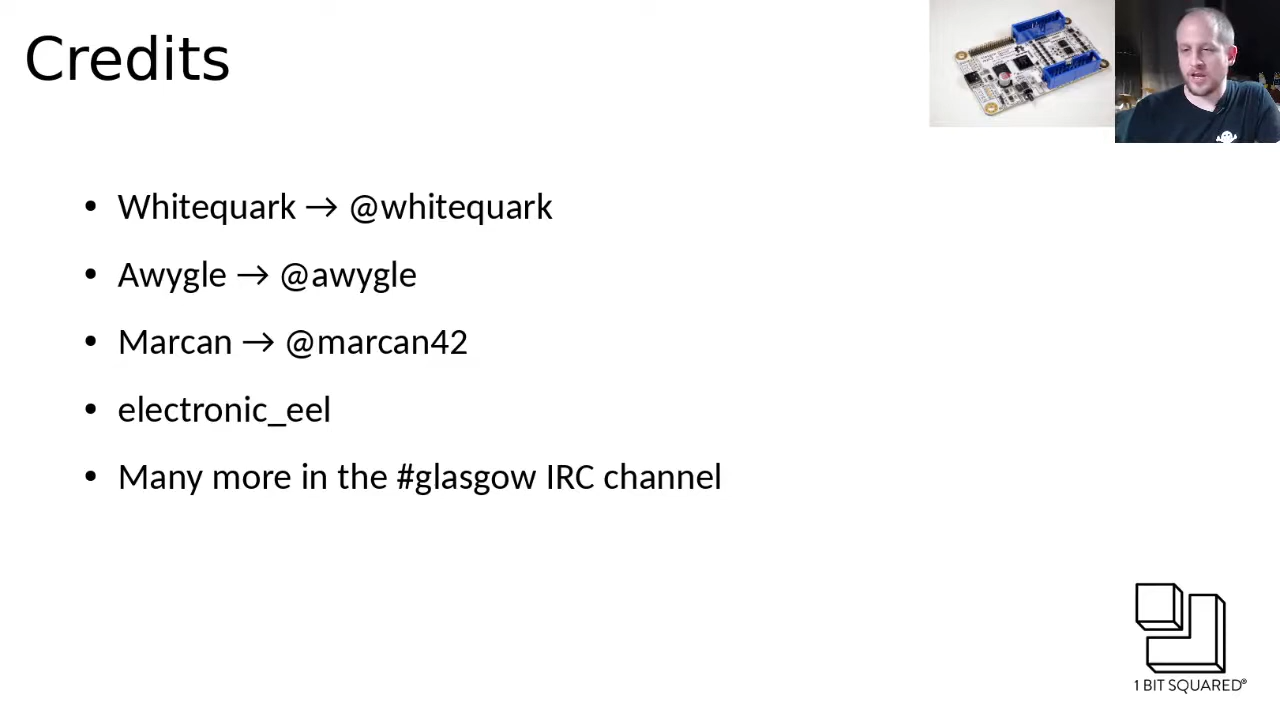 Credits
• Whitequark → @whitequark
• Awygle → @awygle
• Marcan → @marcan42
• electronic_eel
• Many more in the #glasgow IRC channel
1 BIT SQUARED®